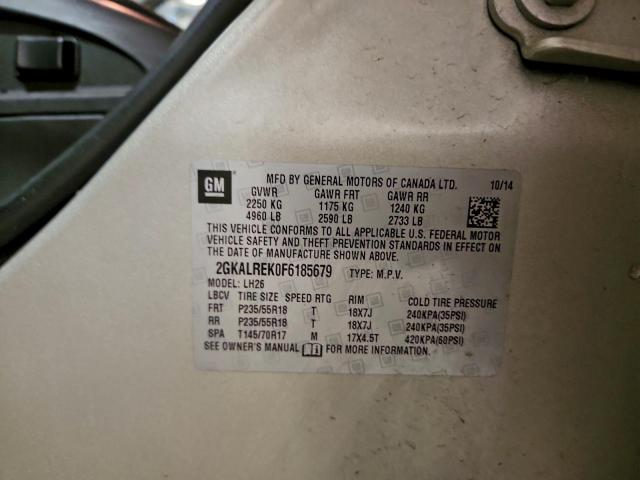 GM
MFD BY GENERAL MOTORS OF CANADA LTD. 10/14
GVWR GAWR FRT GAWR RR
2250 KG 1175 KG 1240 KG
4960 LB 2590 LB 2733 LB
THIS VEHICLE CONFORMS TO ALL APPLICABLE U.S. FEDERAL MOTOR
VEHICLE SAFETY AND THEFT PREVENTION STANDARDS IN EFFECT ON
THE DATE OF MANUFACTURE SHOWN ABOVE.
2GKALREK0F6185679 TYPE: M.P.V.
MODEL: LH26
LBCV TIRE SIZE SPEED RTG RIM COLD TIRE PRESSURE
FRT P235/55R18 T 18X7J 240KPA(35PSI)
RR P235/55R18 T 18X7J 240KPA(35PSI)
SPA T145/70R17 M 17X4.5T 420KPA(60PSI)
SEE OWNER'S MANUAL FOR MORE INFORMATION.